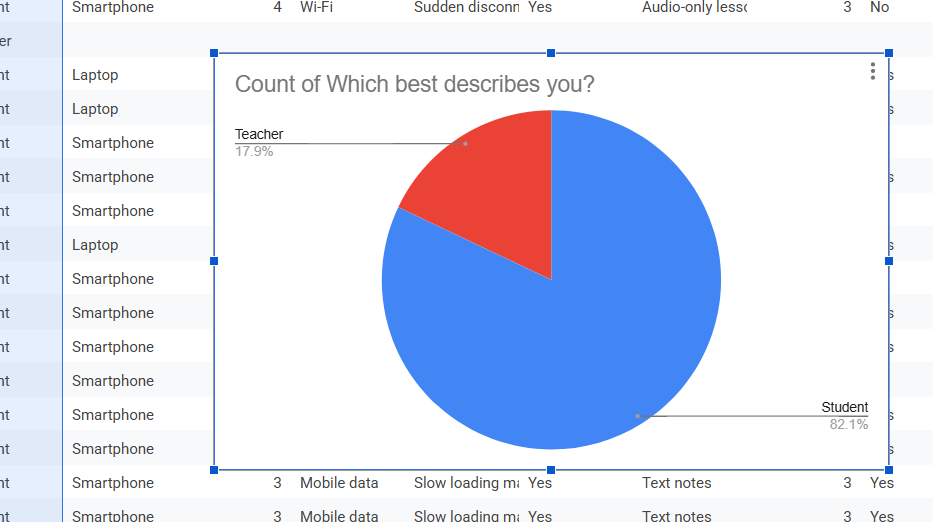 Smartphone 4 Wi-Fi Sudden disconn Yes Audio-only lesso 3 No
er
nt Laptop s
nt Laptop s
nt Smartphone
nt Smartphone s
nt Smartphone
nt Laptop s
nt Smartphone
nt Smartphone s
nt Smartphone s
nt Smartphone
nt Smartphone s
nt Smartphone s
nt Smartphone 3 Mobile data Slow loading ma Yes Text notes 3 Yes
nt Smartphone 3 Mobile data Slow loading ma Yes Text notes 3 Yes
Count of Which best describes you?
Teacher
17.9%
Student
82.1%